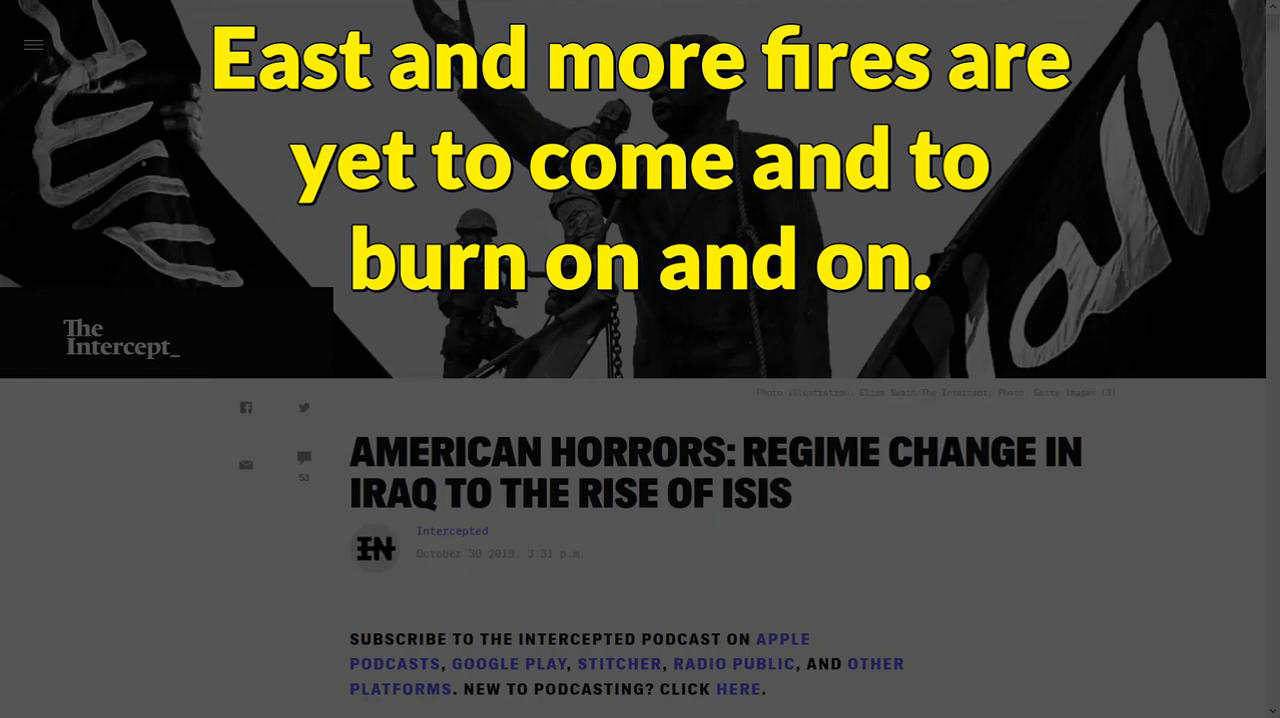 East and more fires are
yet to come and to
burn on and on.
The
Intercept_
Photo illustration: Elise Swain/The Intercept; Photo: Getty Images (3)
53
AMERICAN HORRORS: REGIME CHANGE IN
IRAQ TO THE RISE OF ISIS
IN
Intercepted
October 30 2019, 3:31 p.m.
SUBSCRIBE TO THE INTERCEPTED PODCAST ON APPLE
PODCASTS, GOOGLE PLAY, STITCHER, RADIO PUBLIC, AND OTHER
PLATFORMS. NEW TO PODCASTING? CLICK HERE.